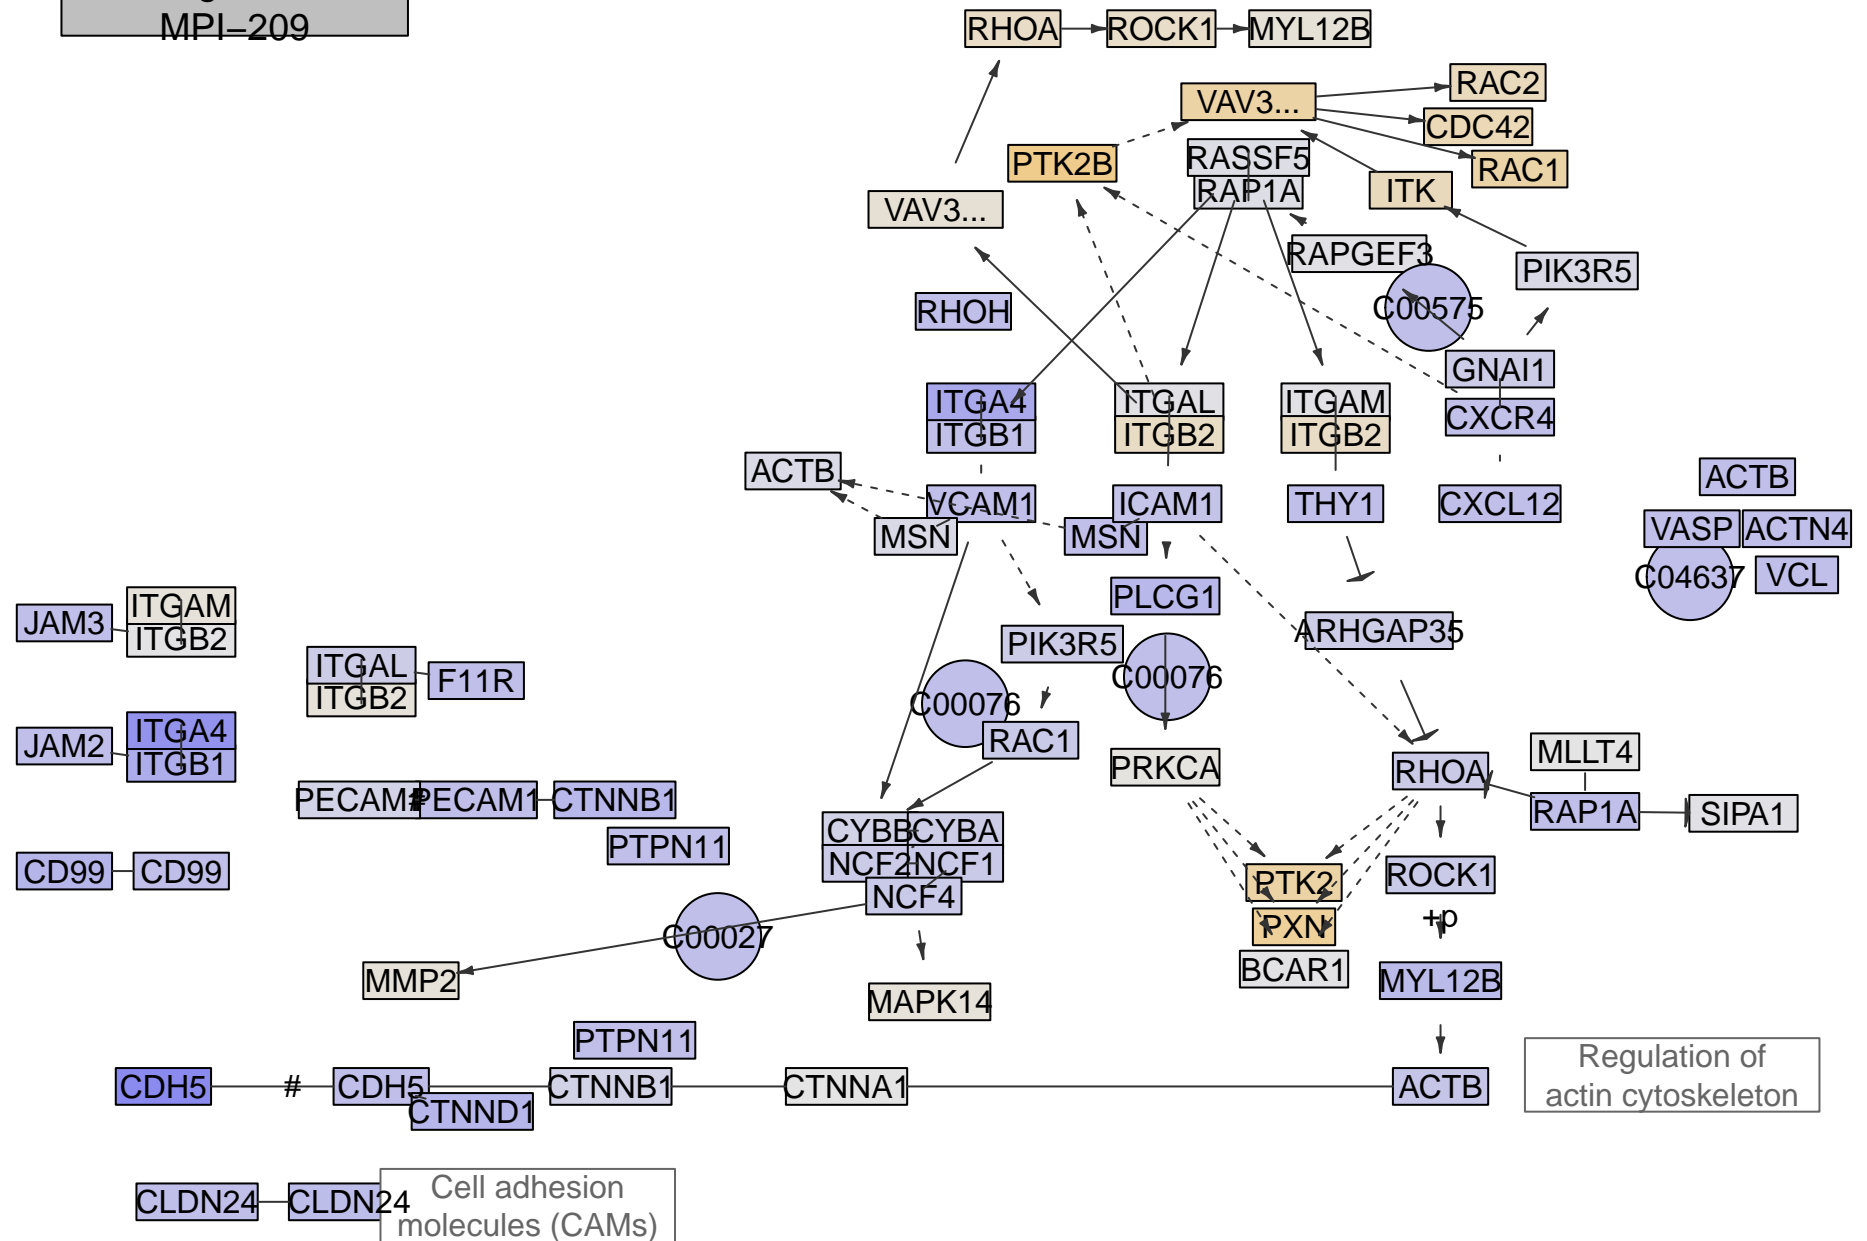 MPI−209
RHOA
ROCK1
MYL12B
RAC2
VAV3...
CDC42
PTK2B
RASSF5
RAC1
RAP1A
ITK
VAV3...
RAPGEF3
PIK3R5
RHOH
C00575
GNAI1
ITGA4
ITGAL
ITGAM
CXCR4
ITGB1
ITGB2
ITGB2
ACTB
ACTB
VCAM1
ICAM1
THY1
CXCL12
MSN
MSN
VASP
ACTN4
C04637
VCL
PLCG1
ITGAM
JAM3
ITGB2
ARHGAP35
PIK3R5
ITGAL
F11R
ITGB2
C00076
C00076
ITGA4
JAM2
ITGB1
RAC1
MLLT4
PRKCA
RHOA
PECAM1
#
PECAM1
CTNNB1
RAP1A
SIPA1
CYBB
CYBA
PTPN11
NCF2
NCF1
CD99
CD99
NCF4
PTK2
ROCK1
+p
PXN
C00027
BCAR1
MMP2
MYL12B
MAPK14
PTPN11
Regulation of
actin cytoskeleton
CDH5
#
CDH5
CTNNB1
CTNNA1
ACTB
CTNND1
CLDN24
CLDN24
Cell adhesion
molecules (CAMs)